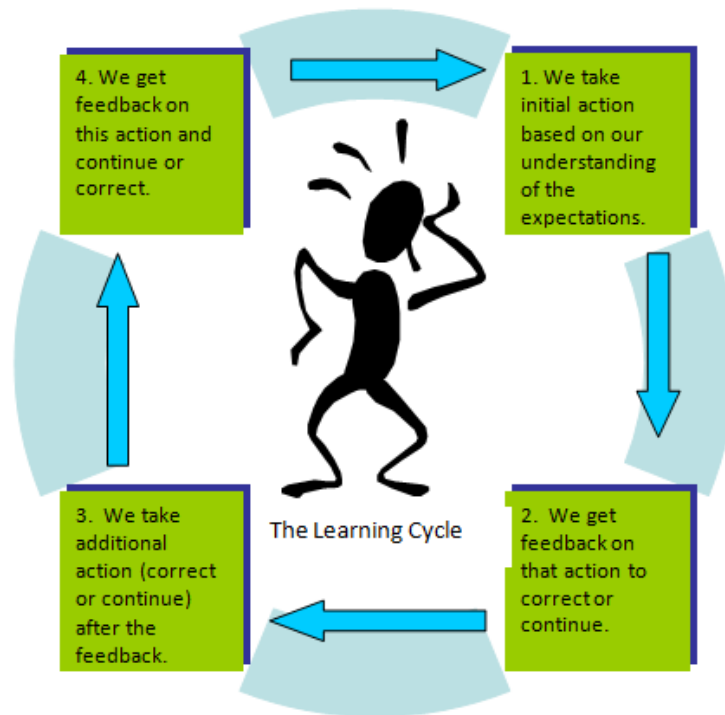 4. We get
feedback on
this action and
continue or
correct.
1. We take
initial action
based on our
understanding
of the
expectations.
The Learning Cycle
3.  We take
additional
action (correct
or continue)
after the
feedback.
2.  We get
feedback on
that action to
correct or
continue.